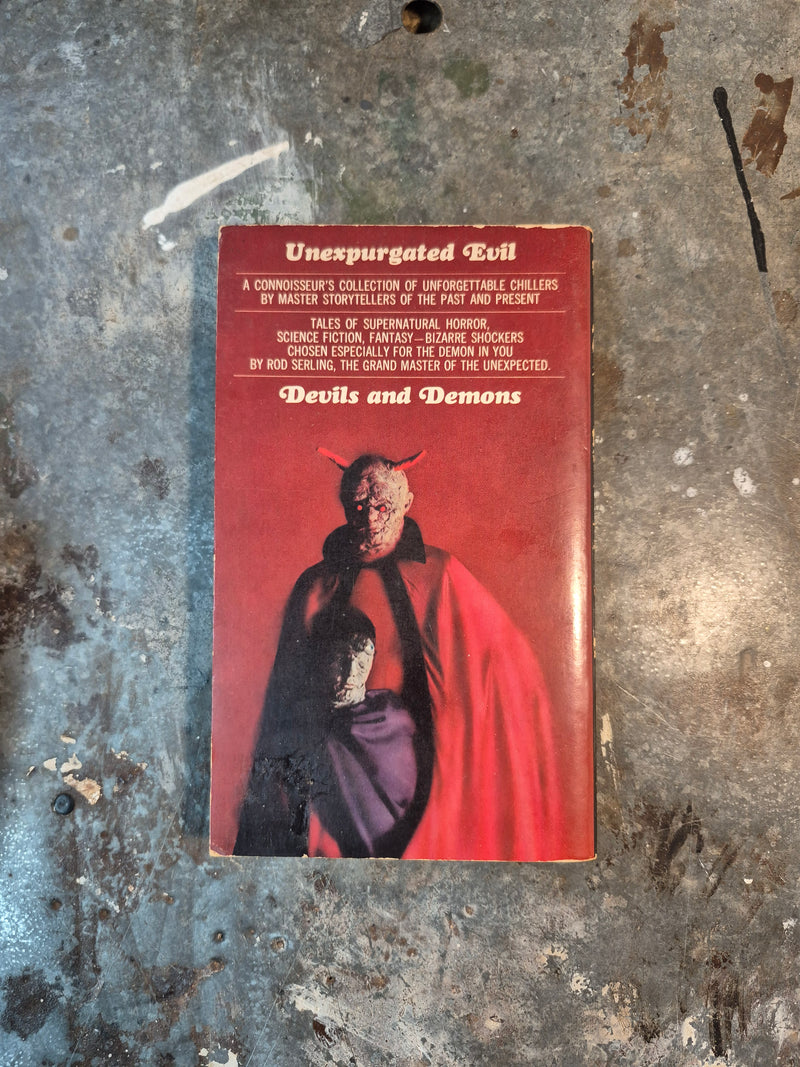 Unexpurgated Evil
A CONNOISSEUR'S COLLECTION OF UNFORGETTABLE CHILLERS
BY MASTER STORYTELLERS OF THE PAST AND PRESENT
TALES OF SUPERNATURAL HORROR,
SCIENCE FICTION, FANTASY—BIZARRE SHOCKERS
CHOSEN ESPECIALLY FOR THE DEMON IN YOU
BY ROD SERLING, THE GRAND MASTER OF THE UNEXPECTED.
Devils and Demons